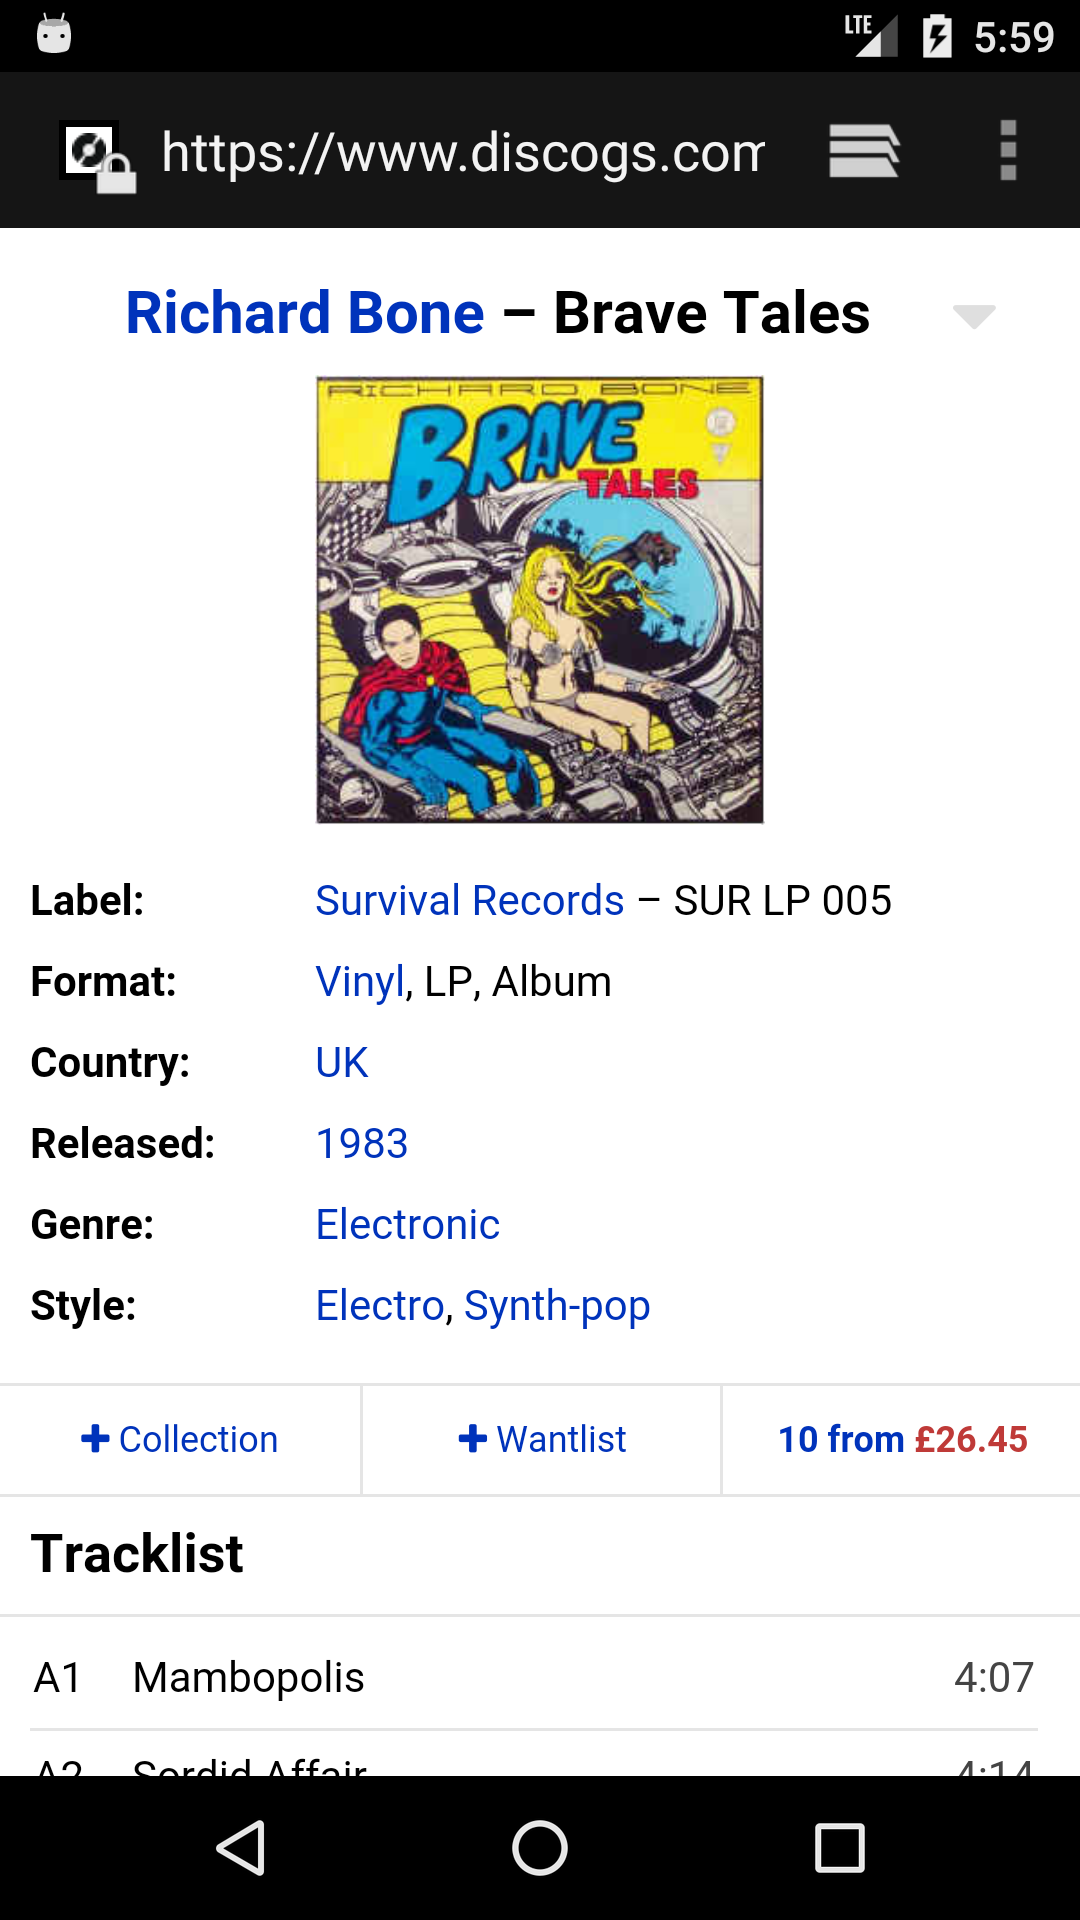 LTE 5:59
https://www.discogs.com
Richard Bone – Brave Tales
RICHARD BONE
BRAVE
TALES
Label: Survival Records – SUR LP 005
Format: Vinyl, LP, Album
Country: UK
Released: 1983
Genre: Electronic
Style: Electro, Synth-pop
Collection Wantlist 10 from £26.45
Tracklist
A1 Mambopolis 4:07
A2 Sordid Affair 4:14